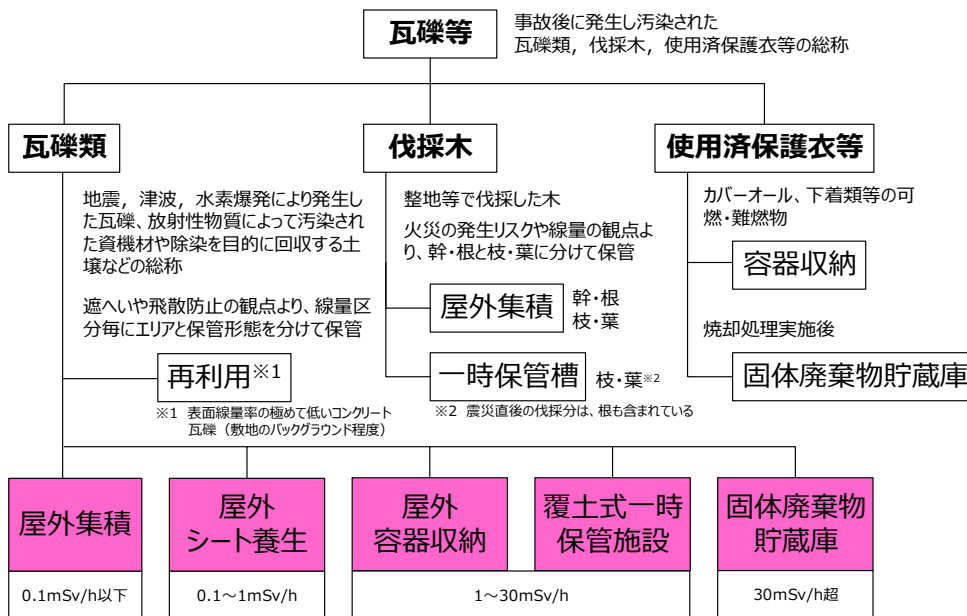 瓦礫等
事故後に発生し汚染された
瓦礫類，伐採木，使用済保護衣等の総称
瓦礫類
地震，津波，水素爆発により発生し
た瓦礫、放射性物質によって汚染され
た資機材や除染を目的に回収する土
壌などの総称
遮へいや飛散防止の観点より、線量区
分毎にエリアと保管形態を分けて保管
再利用※1
※1 表面線量率の極めて低いコンクリート
瓦礫（敷地のバックグラウンド程度）
伐採木
整地等で伐採した木
火災の発生リスクや線量の観点よ
り、幹・根と枝・葉に分けて保管
屋外集積
幹・根
枝・葉
一時保管槽
枝・葉※2
※2 震災直後の伐採分は、根も含まれている
使用済保護衣等
カバーオール、下着類等の可
燃・難燃物
容器収納
焼却処理実施後
固体廃棄物貯蔵庫
屋外集積
0.1mSv/h以下
屋外
シート養生
0.1～1mSv/h
屋外
容器収納
覆土式一時
保管施設
1～30mSv/h
固体廃棄物
貯蔵庫
30mSv/h超